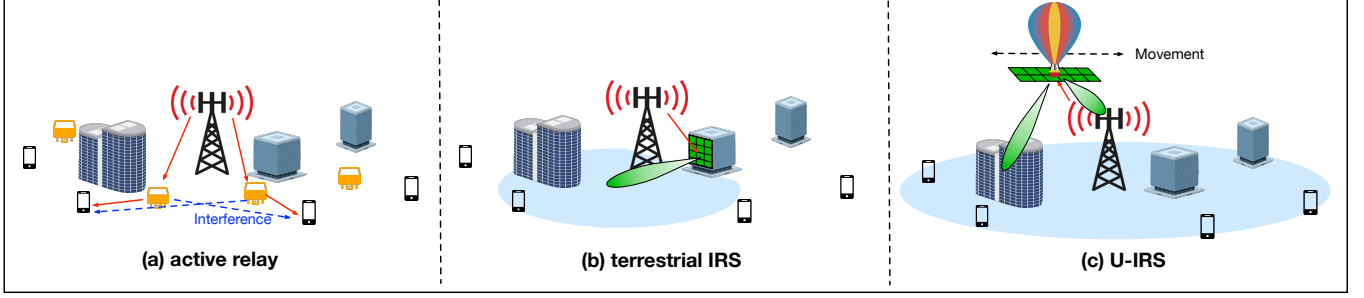 Movement
Interference
(a) active relay
(b) terrestrial IRS
(c) U-IRS